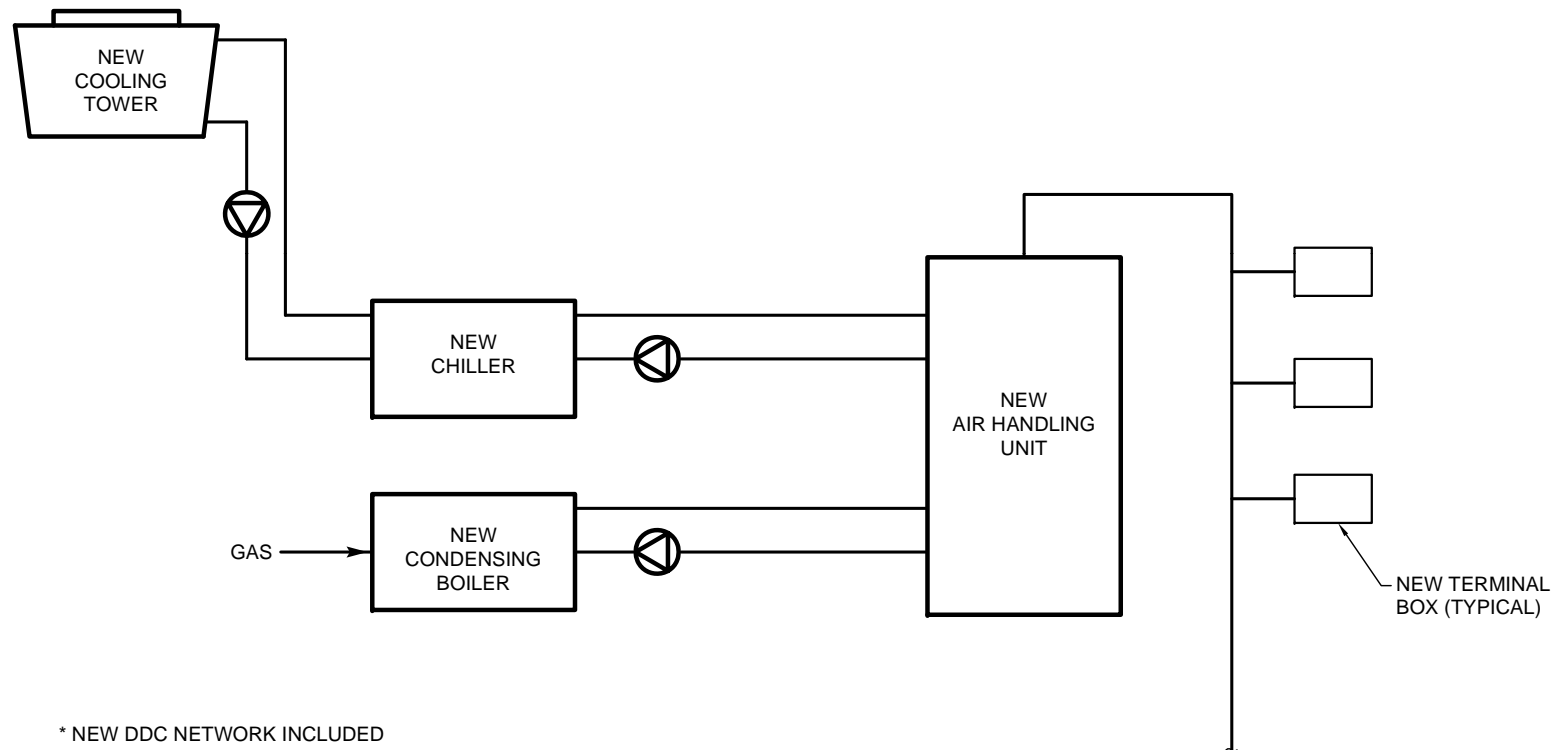 NEW
COOLING
TOWER
NEW
CHILLER
NEW
AIR HANDLING
UNIT
GAS
NEW
CONDENSING
BOILER
NEW TERMINAL
BOX (TYPICAL)
* NEW DDC NETWORK INCLUDED